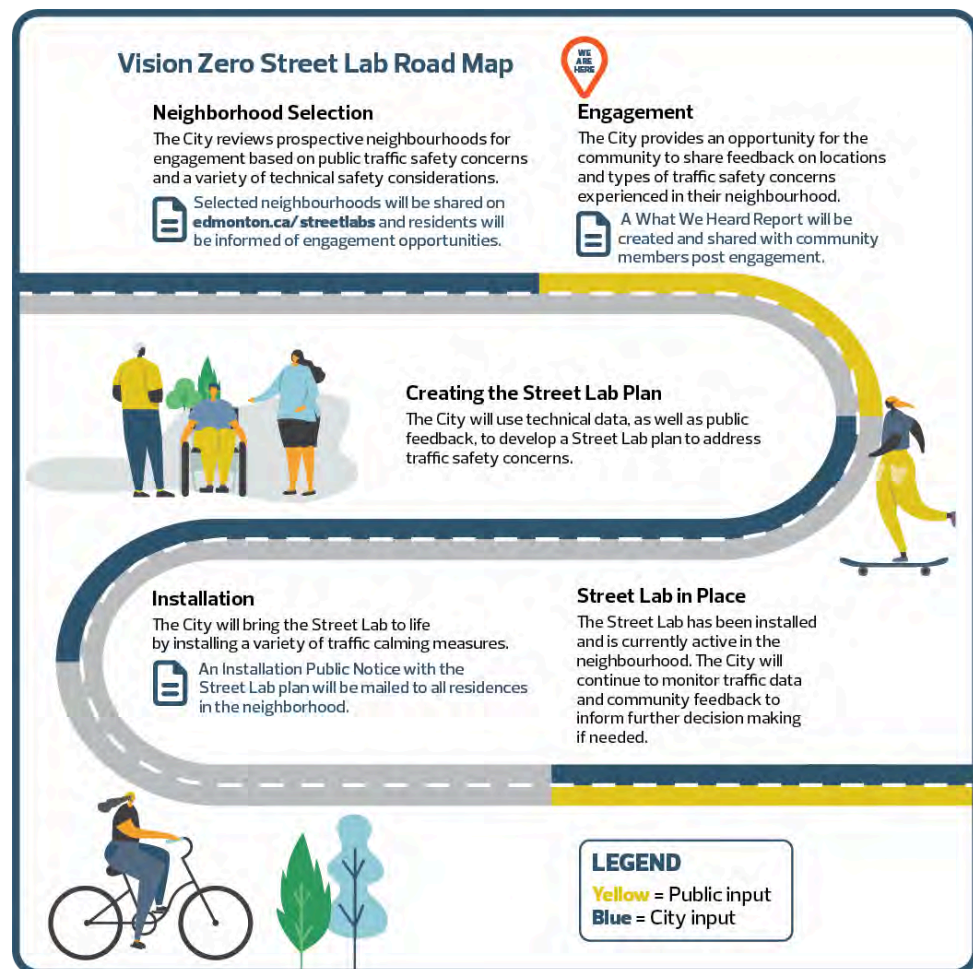 Vision Zero Street Lab Road Map
WE
ARE
HERE
Neighborhood Selection
The City reviews prospective neighbourhoods for
engagement based on public traffic safety concerns
and a variety of technical safety considerations.
Selected neighbourhoods will be shared on
edmonton.ca/streetlabs and residents will
be informed of engagement opportunities.
Engagement
The City provides an opportunity for the
community to share feedback on locations
and types of traffic safety concerns
experienced in their neighbourhood.
A What We Heard Report will be
created and shared with community
members post engagement.
Creating the Street Lab Plan
The City will use technical data, as well as public
feedback, to develop a Street Lab plan to address
traffic safety concerns.
Installation
The City will bring the Street Lab to life
by installing a variety of traffic calming measures.
An Installation Public Notice with the
Street Lab plan will be mailed to all residences
in the neighborhood.
Street Lab in Place
The Street Lab has been installed
and is currently active in the
neighbourhood. The City will
continue to monitor traffic data
and community feedback to
inform further decision making
if needed.
LEGEND
Yellow = Public input
Blue = City input